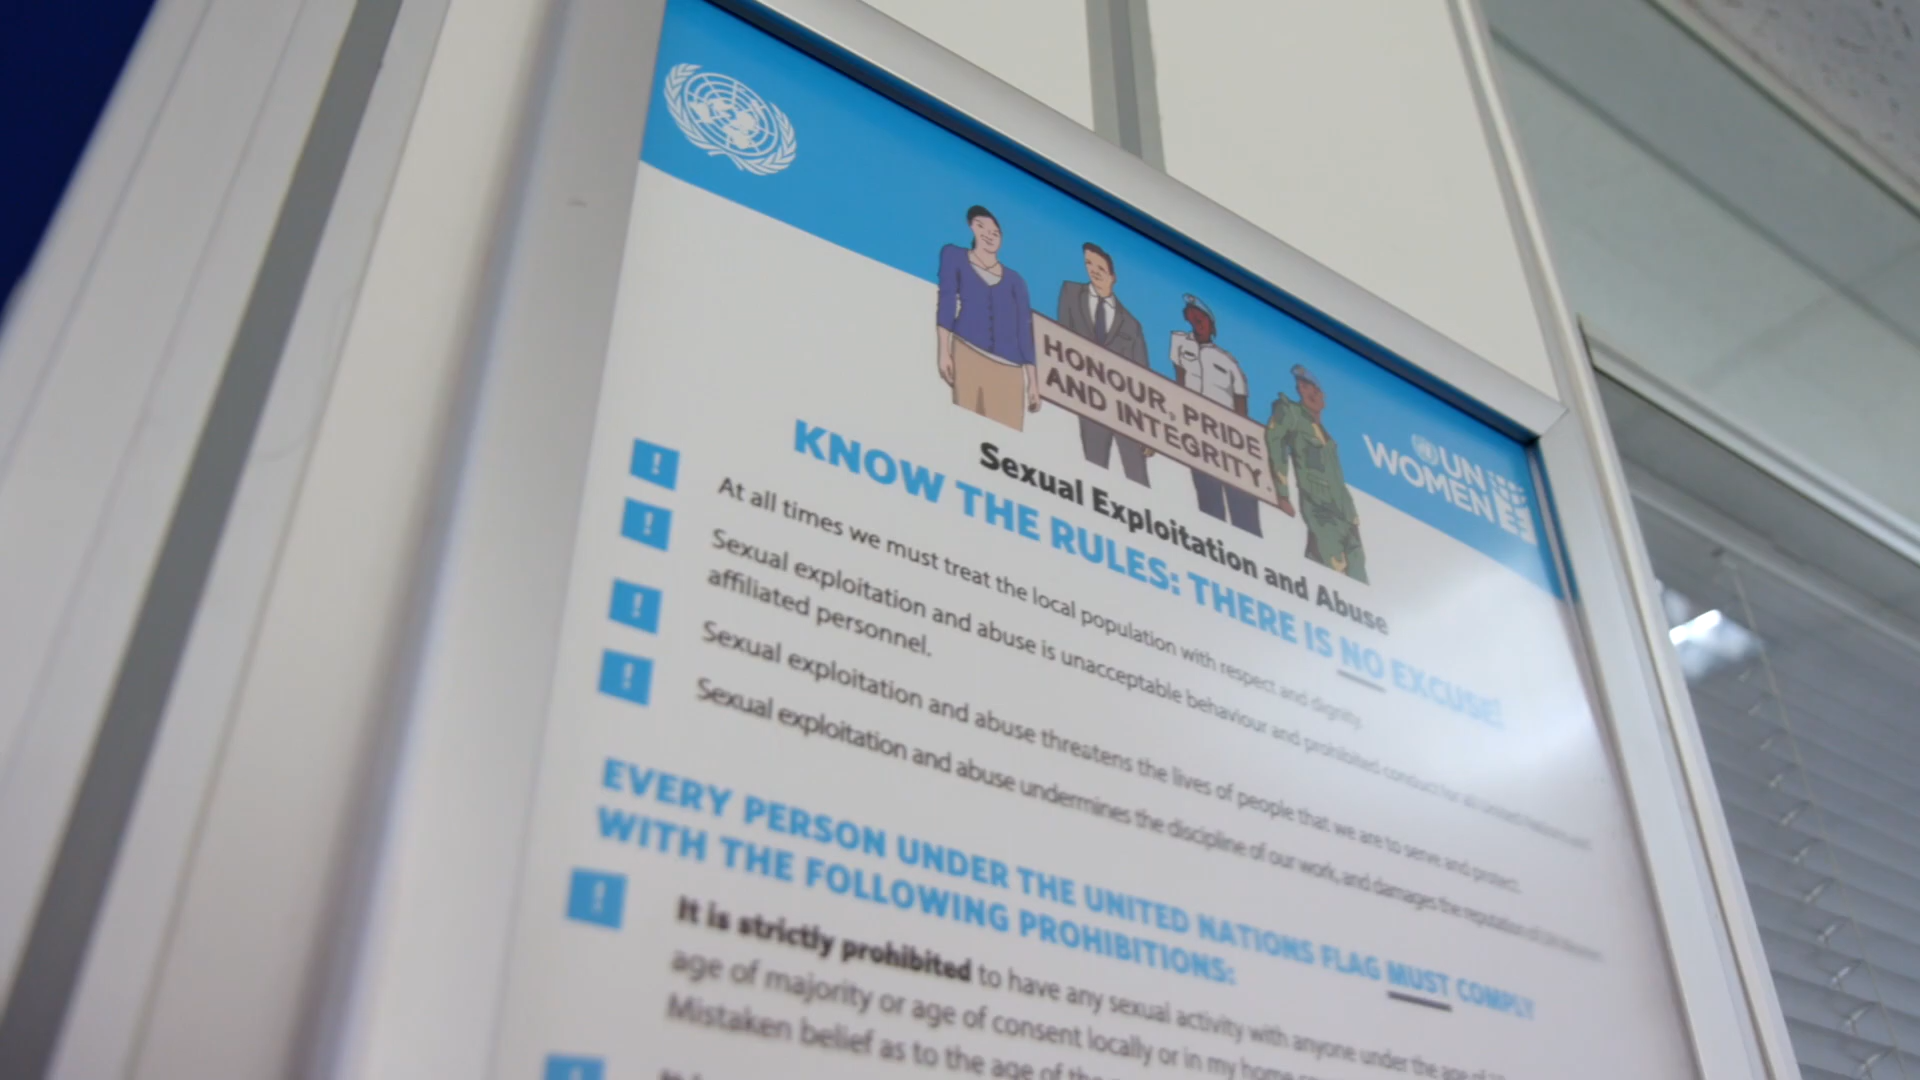 HONOUR, PRIDE
AND INTEGRITY.
UN
WOMEN
Sexual Exploitation and Abuse
KNOW THE RULES: THERE IS NO EXCUSE!
At all times we must treat the local population with respect and dignity.
Sexual exploitation and abuse is unacceptable behaviour and prohibited conduct for
affiliated personnel.
Sexual exploitation and abuse threatens the lives of people that we are to serve and protect.
Sexual exploitation and abuse undermines the discipline of our work, and damages the reputation of
EVERY PERSON UNDER THE UNITED NATIONS FLAG MUST COMPLY
WITH THE FOLLOWING PROHIBITIONS:
It is strictly prohibited to have any sexual activity with anyone under the age of
age of majority or age of consent locally or in my home
Mistaken belief as to the age of the